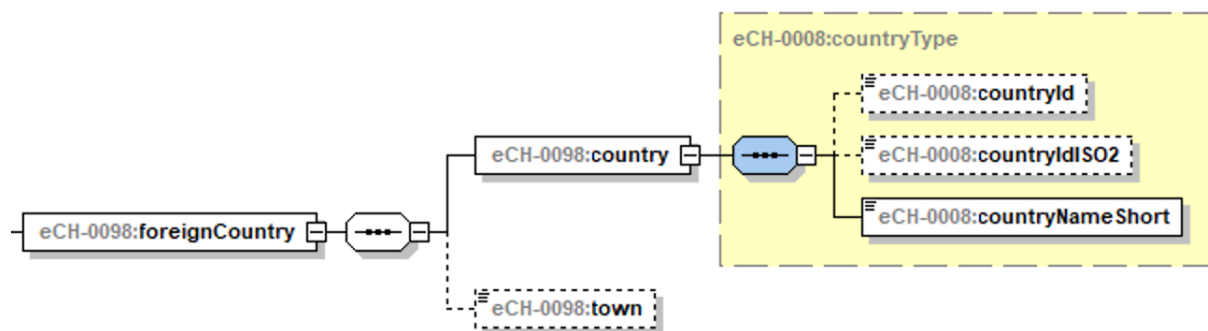 eCH-0008:countryType
eCH-0008:countryId
eCH-0098:country
eCH-0008:countryIdISO2
eCH-0008:countryNameShort
eCH-0098:foreignCountry
eCH-0098:town